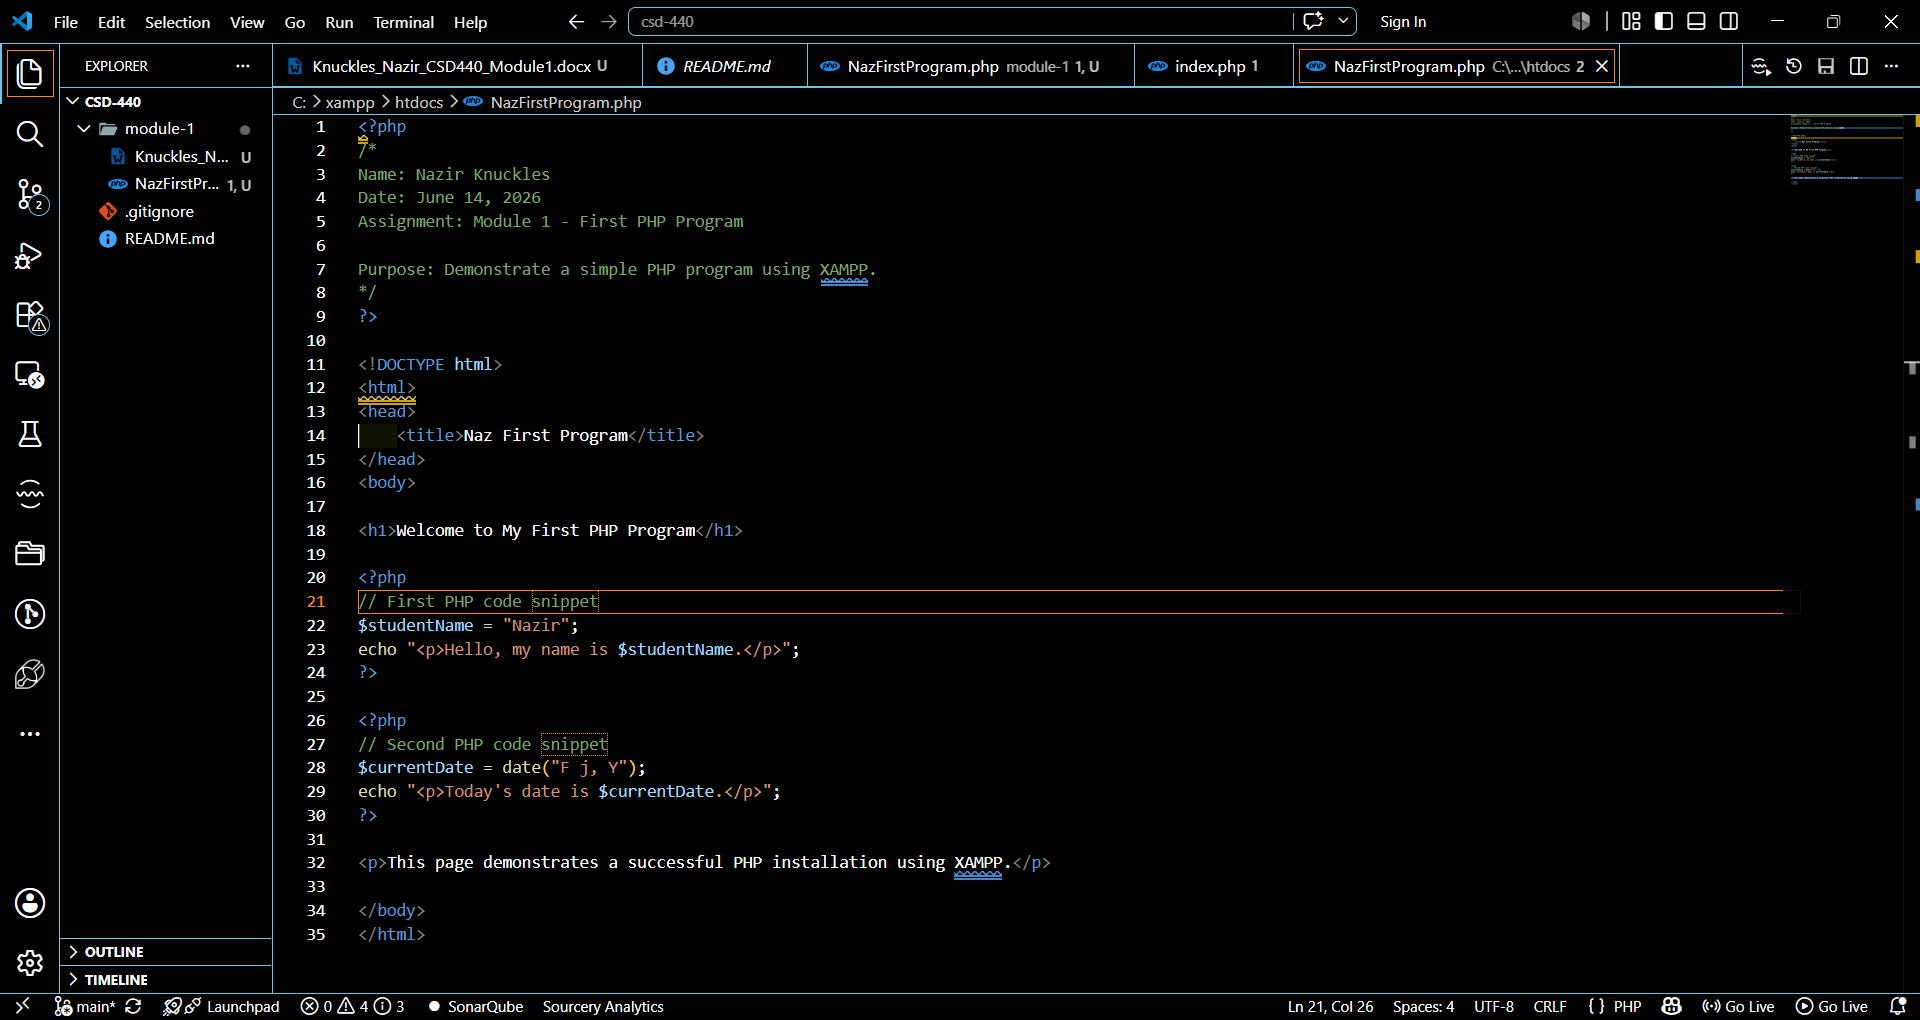 File Edit Selection View Go Run Terminal Help
csd-440
Sign In
EXPLORER
Knuckles_Nazir_CSD440_Module1.docx U
README.md
NazFirstProgram.php module-1 1, U
index.php 1
NazFirstProgram.php C:\...\htdocs 2
CSD-440
module-1
Knuckles_N... U
NazFirstPr... 1, U
.gitignore
README.md
OUTLINE
TIMELINE
C: > xampp > htdocs > NazFirstProgram.php
1 <?php
2 /*
3 Name: Nazir Knuckles
4 Date: June 14, 2026
5 Assignment: Module 1 - First PHP Program
6
7 Purpose: Demonstrate a simple PHP program using XAMPP.
8 */
9 ?>
10
11 <!DOCTYPE html>
12 <html>
13 <head>
14     <title>Naz First Program</title>
15 </head>
16 <body>
17
18 <h1>Welcome to My First PHP Program</h1>
19
20 <?php
21 // First PHP code snippet
22 $studentName = "Nazir";
23 echo "<p>Hello, my name is $studentName.</p>";
24 ?>
25
26 <?php
27 // Second PHP code snippet
28 $currentDate = date("F j, Y");
29 echo "<p>Today's date is $currentDate.</p>";
30 ?>
31
32 <p>This page demonstrates a successful PHP installation using XAMPP.</p>
33
34 </body>
35 </html>
2
main* Launchpad 0 4 3 SonarQube Sourcery Analytics
Ln 21, Col 26 Spaces: 4 UTF-8 CRLF { } PHP Go Live Go Live